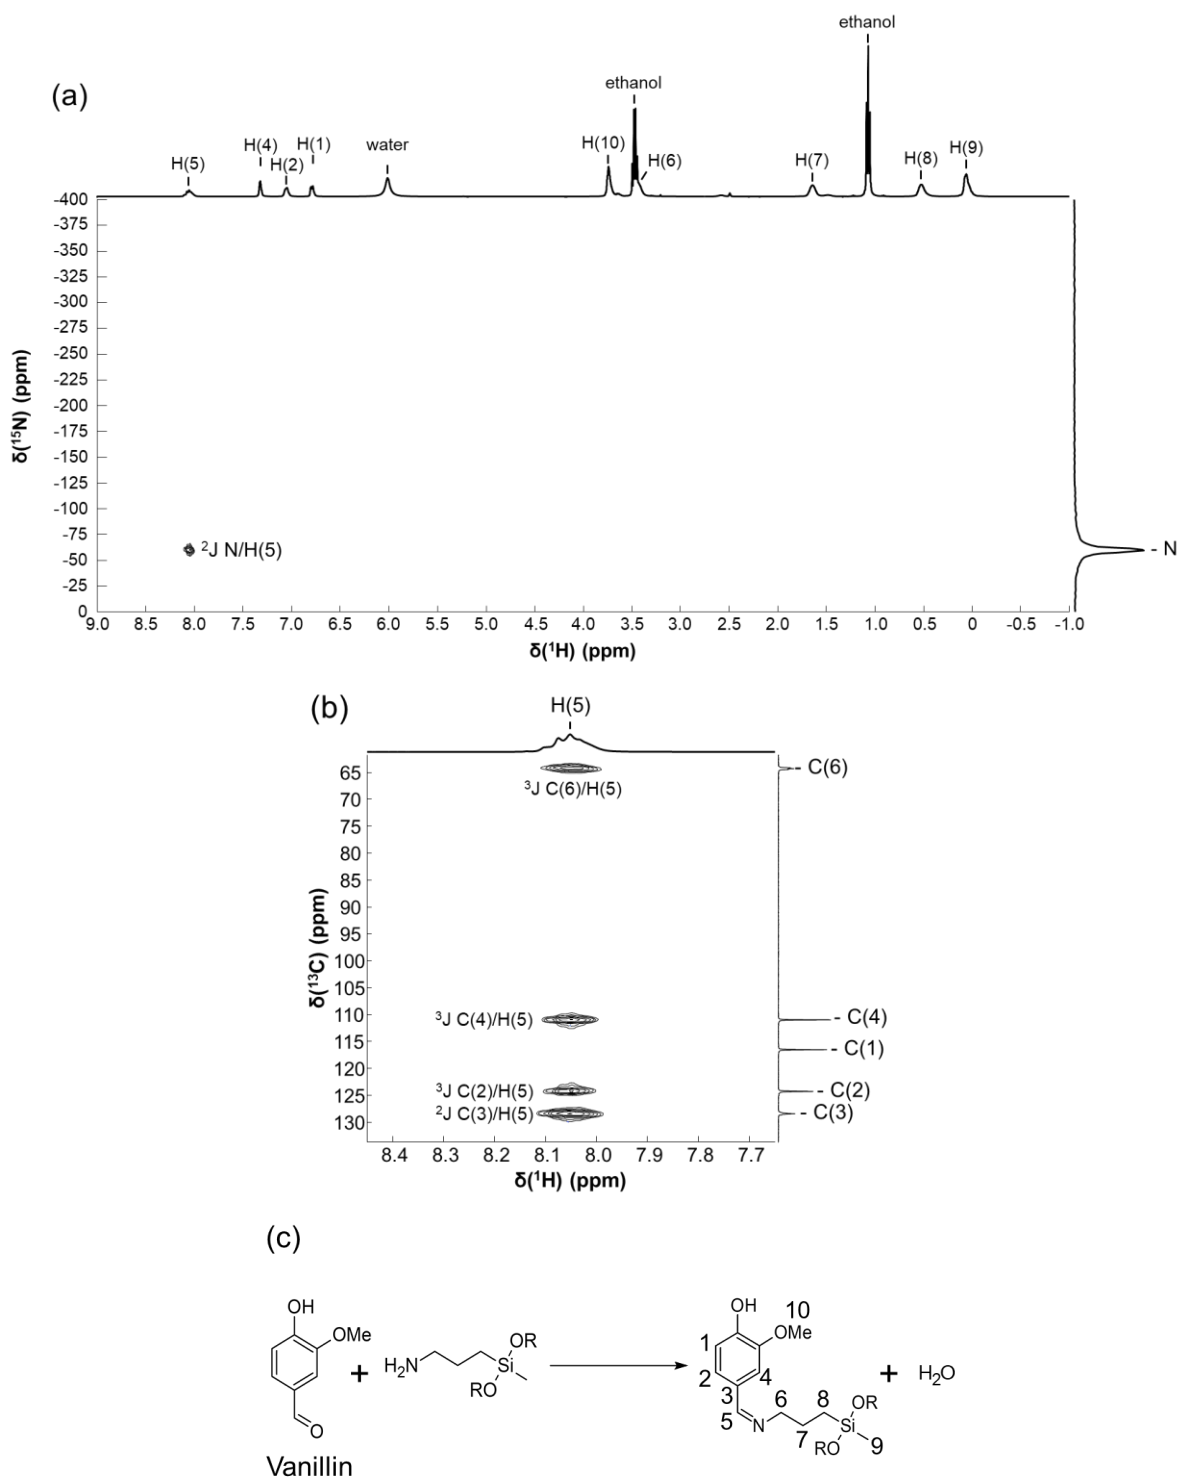 (a)
ethanol
ethanol
H(5)
H(4)
H(2)
H(1)
water
H(10)
H(6)
H(7)
H(8)
H(9)
-400
-375
-350
-325
-300
-275
-250
-225
-200
-175
-150
-125
-100
-75
-50
-25
0
δ(¹⁵N) (ppm)
²J N/H(5)
- N
9.0 8.5 7.5 7.0 6.0 5.5 5.0 4.5 4.0 3.5 3.0 2.5 2.0 1.5 1.0 0.5 0 -0.5 -1.0
δ(¹H) (ppm)
(b)
H(5)
65
70
75
80
85
90
95
100
105
110
115
120
125
130
δ(¹³C) (ppm)
³J C(6)/H(5)
³J C(4)/H(5)
³J C(2)/H(5)
²J C(3)/H(5)
- C(6)
- C(4)
- C(1)
- C(2)
- C(3)
8.4 8.3 8.2 8.1 8.0 7.9 7.8 7.7
δ(¹H) (ppm)
(c)
OH
OMe
O
Vanillin
+
H₂N
Si
OR
RO
OH
10
OMe
1
2
3
4
5
N
6
7
8
OR
Si
RO
9
+
H₂O